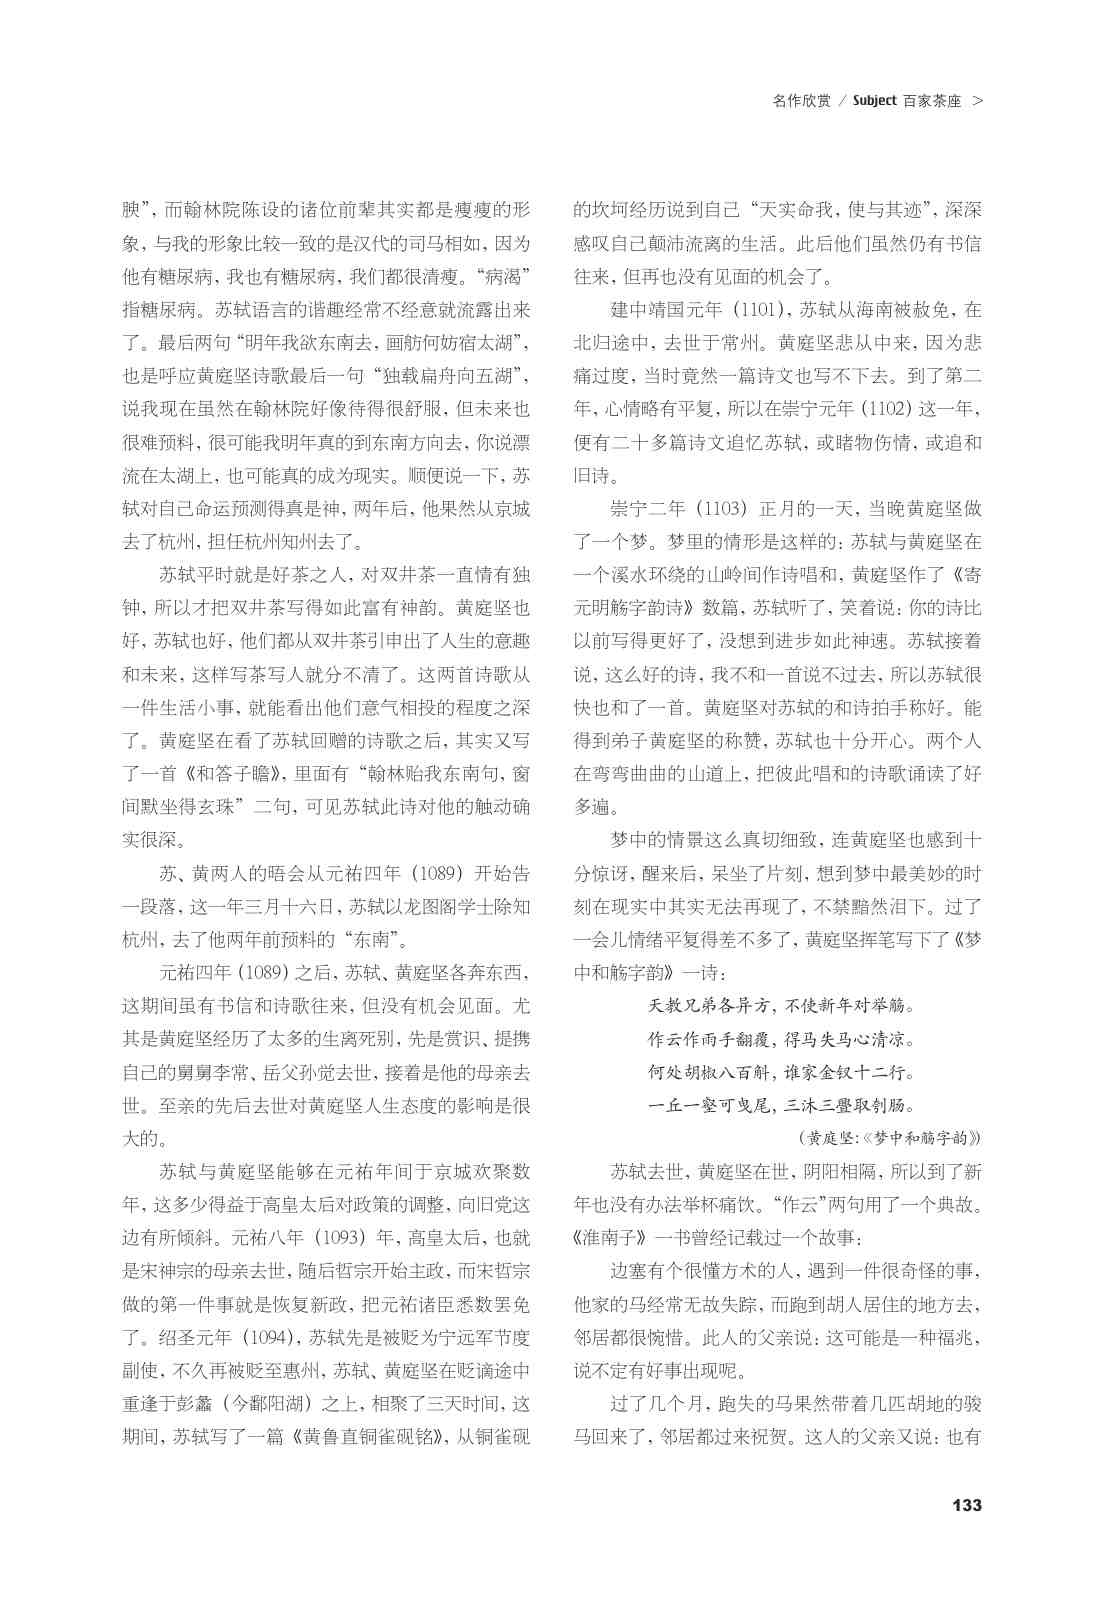 名作欣赏 / Subject 百家茶座 >
腴”，而翰林院陈设的诸位前辈其实都是瘦瘦的形
象，与我的形象比较一致的是汉代的司马相如，因为
他有糖尿病，我也有糖尿病，我们都很清瘦。“病渴”
指糖尿病。苏轼语言的谐趣经常不经意就流露出来
了。最后两句“明年我欲东南去，画舫何妨宿太湖”，
也是呼应黄庭坚诗歌最后一句“独载扁舟向五湖”，
说我现在虽然在翰林院好像待得很舒服，但未来也
很难预料，很可能我明年真的到东南方向去，你说漂
流在太湖上，也可能真的成为现实。顺便说一下，苏
轼对自己命运预测得真是神，两年后，他果然从京城
去了杭州，担任杭州知州去了。
苏轼平时就是好茶之人，对双井茶一直情有独
钟，所以才把双井茶写得如此富有神韵。黄庭坚也
好，苏轼也好，他们都从双井茶引申出了人生的意趣
和未来，这样写茶写人就分不清了。这两首诗歌从
一件生活小事，就能看出他们意气相投的程度之深
了。黄庭坚在看了苏轼回赠的诗歌之后，其实又写
了一首《和答子瞻》，里面有“翰林贻我东南句，窗
间默坐得玄珠”二句，可见苏轼此诗对他的触动确
实很深。
苏、黄两人的晤会从元祐四年（1089）开始告
一段落，这一年三月十六日，苏轼以龙图阁学士除知
杭州，去了他两年前预料的“东南”。
元祐四年（1089）之后，苏轼、黄庭坚各奔东西，
这期间虽有书信和诗歌往来，但没有机会见面。尤
其是黄庭坚经历了太多的生离死别，先是赏识、提携
自己的舅舅李常、岳父孙觉去世，接着是他的母亲去
世。至亲的先后去世对黄庭坚人生态度的影响是很
大的。
苏轼与黄庭坚能够在元祐年间于京城欢聚数
年，这多少得益于高皇太后对政策的调整，向旧党这
边有所倾斜。元祐八年（1093）年，高皇太后，也就
是宋神宗的母亲去世，随后哲宗开始主政，而宋哲宗
做的第一件事就是恢复新政，把元祐诸臣悉数罢免
了。绍圣元年（1094），苏轼先是被贬为宁远军节度
副使，不久再被贬至惠州，苏轼、黄庭坚在贬谪途中
重逢于彭蠡（今鄱阳湖）之上，相聚了三天时间，这
期间，苏轼写了一篇《黄鲁直铜雀砚铭》，从铜雀砚
的坎坷经历说到自己“天实命我，使与其迹”，深深
感叹自己颠沛流离的生活。此后他们虽然仍有书信
往来，但再也没有见面的机会了。
建中靖国元年（1101），苏轼从海南被赦免，在
北归途中，去世于常州。黄庭坚悲从中来，因为悲
痛过度，当时竟然一篇诗文也写不下去。到了第二
年，心情略有平复，所以在崇宁元年（1102）这一年，
便有二十多篇诗文追忆苏轼，或睹物伤情，或追和
旧诗。
崇宁二年（1103）正月的一天，当晚黄庭坚做
了一个梦。梦里的情形是这样的：苏轼与黄庭坚在
一个溪水环绕的山岭间作诗唱和，黄庭坚作了《寄
元明觞字韵诗》数篇，苏轼听了，笑着说：你的诗比
以前写得更好了，没想到进步如此神速。苏轼接着
说，这么好的诗，我不和一首说不过去，所以苏轼很
快也和了一首。黄庭坚对苏轼的和诗拍手称好。能
得到弟子黄庭坚的称赞，苏轼也十分开心。两个人
在弯弯曲曲的山道上，把彼此唱和的诗歌诵读了好
多遍。
梦中的情景这么真切细致，连黄庭坚也感到十
分惊讶，醒来后，呆坐了片刻，想到梦中最美妙的时
刻在现实中其实无法再现了，不禁黯然泪下。过了
一会儿情绪平复得差不多了，黄庭坚挥笔写下了《梦
中和觞字韵》一诗：
天教兄弟各异方，不使新年对举觞。
作云作雨手翻覆，得马失马心清凉。
何处胡椒八百斛，谁家金钗十二行。
一丘一壑可曳尾，三沐三衅取刳肠。
（黄庭坚：《梦中和觞字韵》）
苏轼去世，黄庭坚在世，阴阳相隔，所以到了新
年也没有办法举杯痛饮。“作云”两句用了一个典故。
《淮南子》一书曾经记载过一个故事：
边塞有个很懂方术的人，遇到一件很奇怪的事，
他家的马经常无故失踪，而跑到胡人居住的地方去，
邻居都很惋惜。此人的父亲说：这可能是一种福兆，
说不定有好事出现呢。
过了几个月，跑失的马果然带着几匹胡地的骏
马回来了，邻居都过来祝贺。这人的父亲又说：也有
133